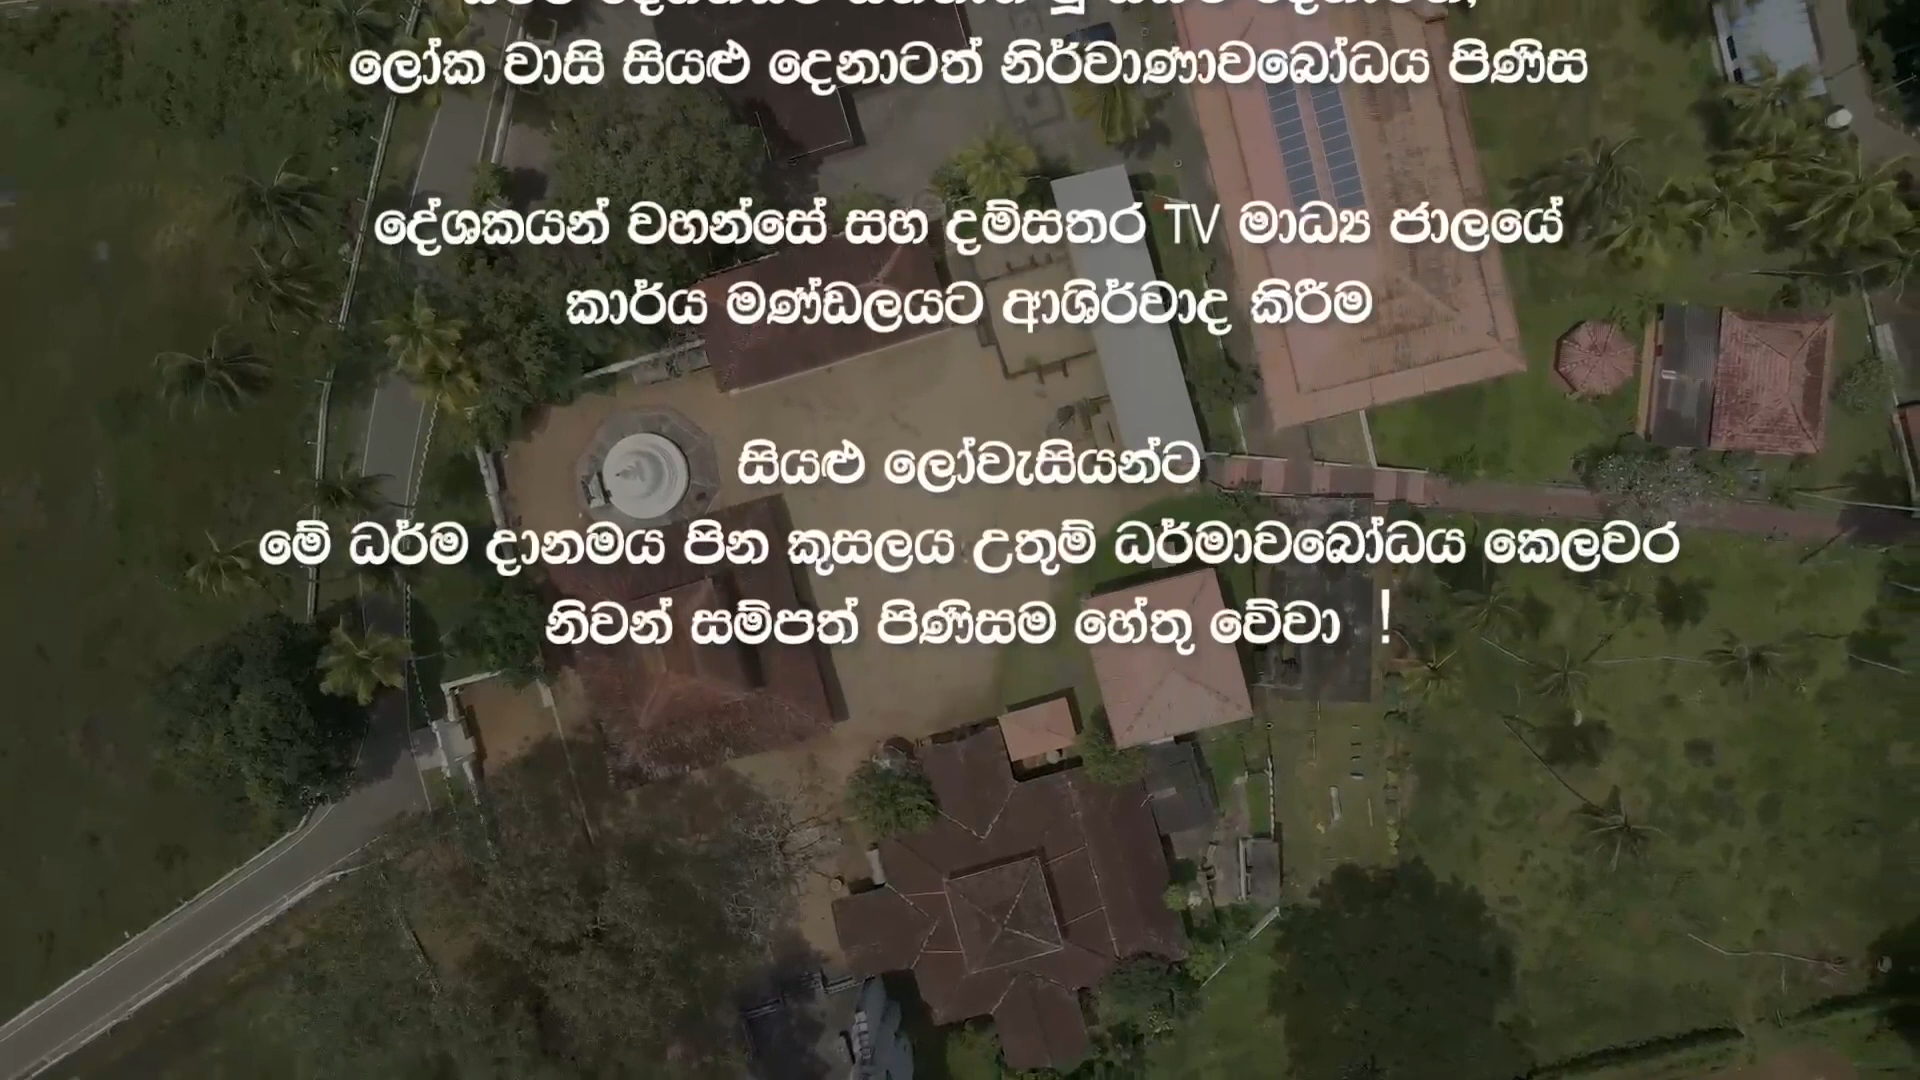 ලෝක වාසි සියළු දෙනාටත් නිර්වාණාවබෝධය පිණිස
දේශකයන් වහන්සේ සහ දම්සතර TV මාධ්‍ය ජාලයේ
කාර්ය මණ්ඩලයට ආශිර්වාද කිරීම
සියළු ලෝවැසියන්ට
මේ ධර්ම දානමය පින කුසලය උතුම් ධර්මාවබෝධය කෙලවර
නිවන් සම්පත් පිණිසම හේතු වේවා !